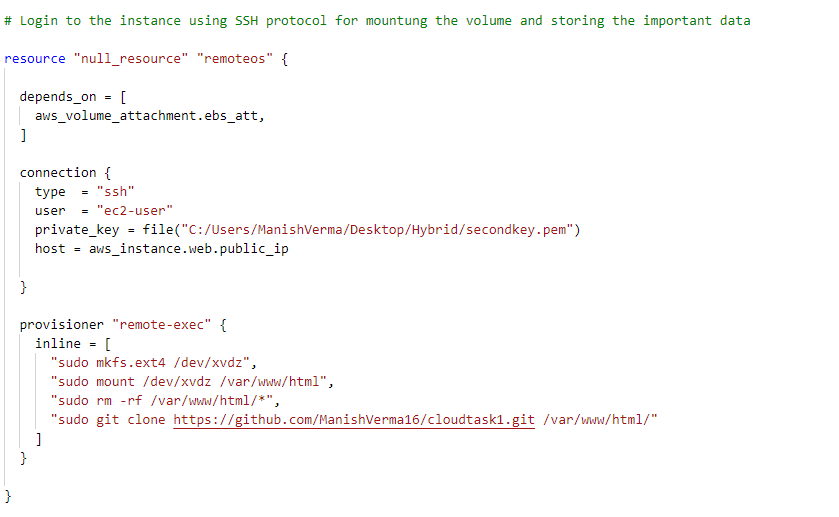 # Login to the instance using SSH protocol for mountung the volume and storing the important data
resource "null_resource" "remoteos" {
depends_on = [
aws_volume_attachment.ebs_att,
]
connection {
type  = "ssh"
user  = "ec2-user"
private_key = file("C:/Users/ManishVerma/Desktop/Hybrid/secondkey.pem")
host = aws_instance.web.public_ip
}
provisioner "remote-exec" {
inline = [
"sudo mkfs.ext4 /dev/xvdz",
"sudo mount /dev/xvdz /var/www/html",
"sudo rm -rf /var/www/html/*",
"sudo git clone https://github.com/ManishVerma16/cloudtask1.git /var/www/html/"
]
}
}